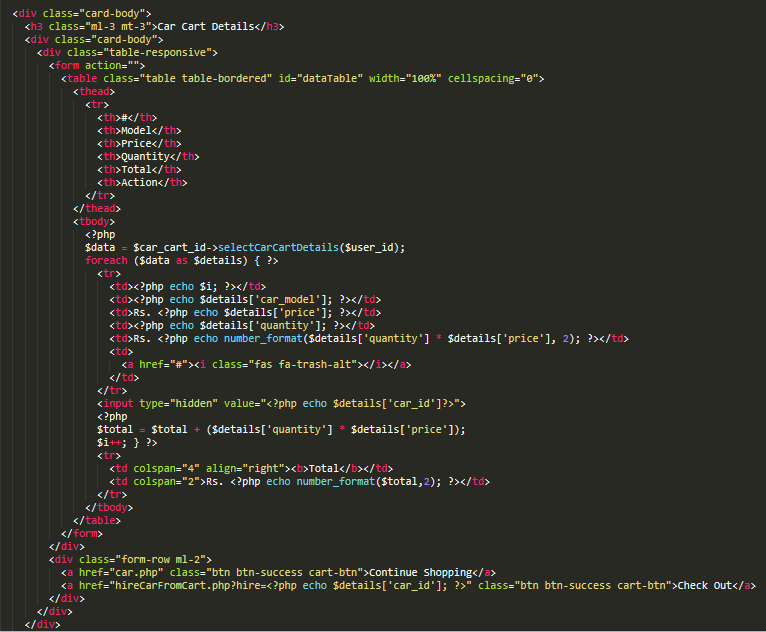 <div class="card-body">
<h3 class="ml-3 mt-3">Car Cart Details</h3>
<div class="card-body">
<div class="table-responsive">
<form action="">
<table class="table table-bordered" id="dataTable" width="100%" cellspacing="0">
<thead>
<tr>
<th>#</th>
<th>Model</th>
<th>Price</th>
<th>Quantity</th>
<th>Total</th>
<th>Action</th>
</tr>
</thead>
<tbody>
<?php
$data = $car_cart_id->selectCarCartDetails($user_id);
foreach ($data as $details) { ?>
<tr>
<td><?php echo $i; ?></td>
<td><?php echo $details['car_model']; ?></td>
<td>Rs. <?php echo $details['price']; ?></td>
<td><?php echo $details['quantity']; ?></td>
<td>Rs. <?php echo number_format($details['quantity'] * $details['price'], 2); ?></td>
<td>
<a href="#"><i class="fas fa-trash-alt"></i></a>
</td>
</tr>
<input type="hidden" value="<?php echo $details['car_id']?>">
<?php
$total = $total + ($details['quantity'] * $details['price']);
$i++; } ?>
<tr>
<td colspan="4" align="right"><b>Total</b></td>
<td colspan="2">Rs. <?php echo number_format($total,2); ?></td>
</tr>
</tbody>
</table>
</form>
</div>
<div class="form-row ml-2">
<a href="car.php" class="btn btn-success cart-btn">Continue Shopping</a>
<a href="hireCarFromCart.php?hire=<?php echo $details['car_id']; ?>" class="btn btn-success cart-btn">Check Out</a>
</div>
</div>
</div>